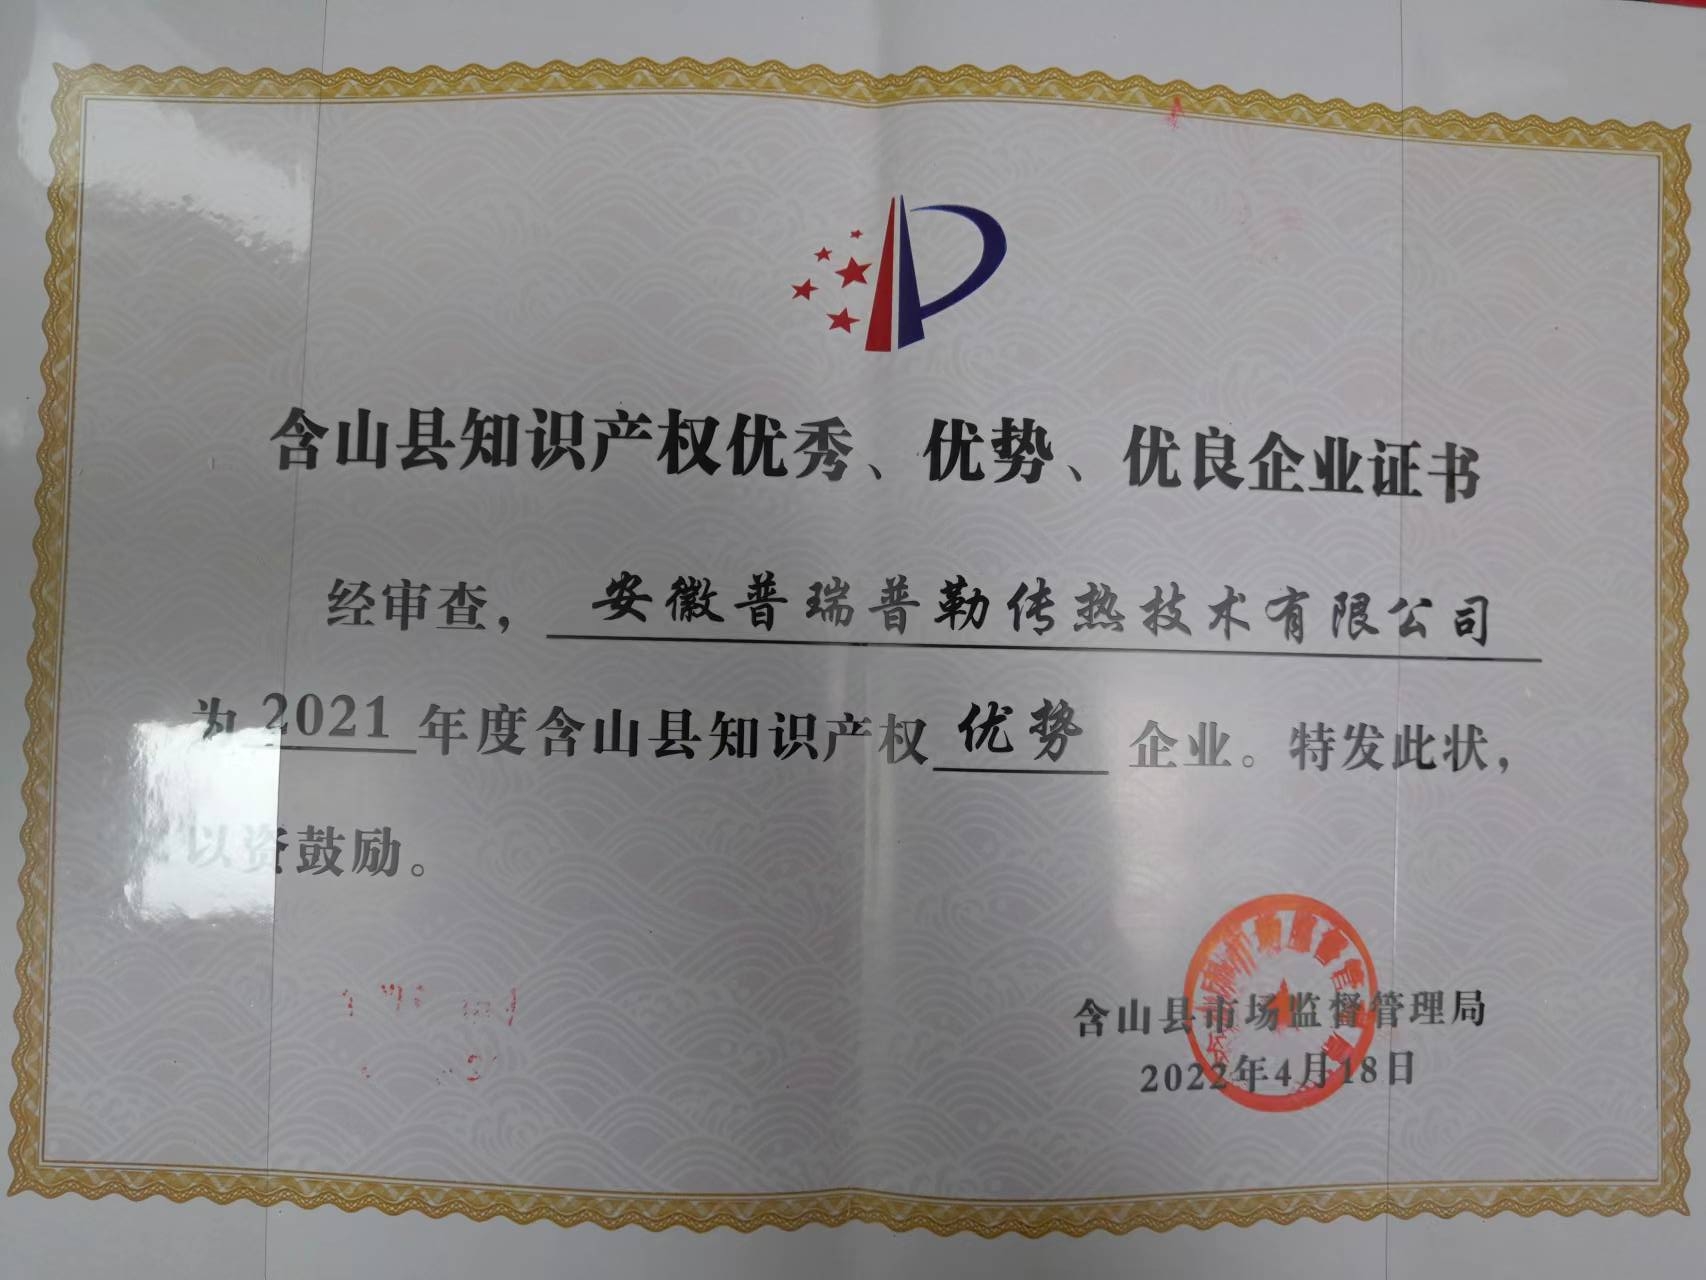 含山县知识产权优秀、优势、优良企业证书
经审查，安徽普瑞普勒传热技术有限公司
为2021年度含山县知识产权优势企业。特发此状，
以资鼓励。
含山县市场监督管理局
2022年4月18日